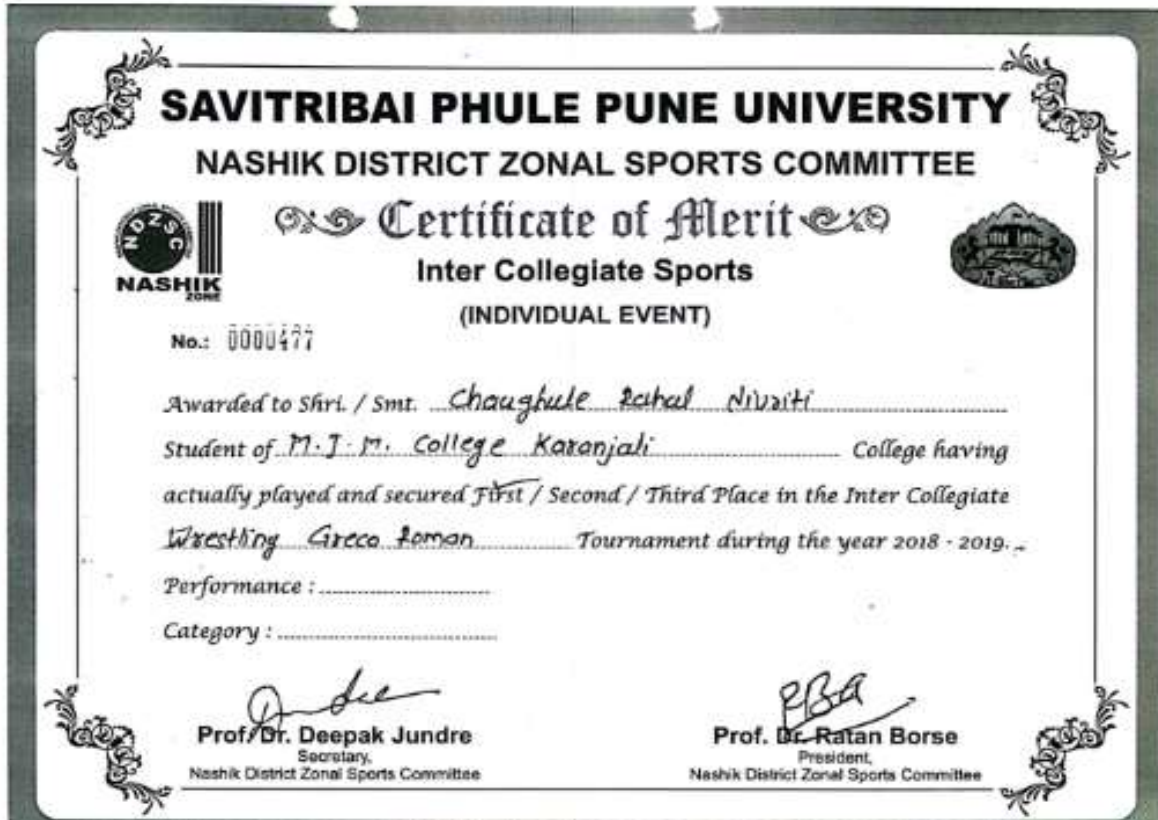 SAVITRIBAI PHULE PUNE UNIVERSITY
NASHIK DISTRICT ZONAL SPORTS COMMITTEE
NDZSC
NASHIK
ZONE
Certificate of Merit
Inter Collegiate Sports
(INDIVIDUAL EVENT)
No.: 0000477
Awarded to Shri. / Smt. Chaughule Rahul Nivriti
Student of M.J.M. College Karanjali College having
actually played and secured First / Second / Third Place in the Inter Collegiate
Wrestling Greco Roman Tournament during the year 2018 - 2019.
Performance :
Category :
Prof. Dr. Deepak Jundre
Secretary,
Nashik District Zonal Sports Committee
Prof. Dr. Ratan Borse
President,
Nashik District Zonal Sports Committee